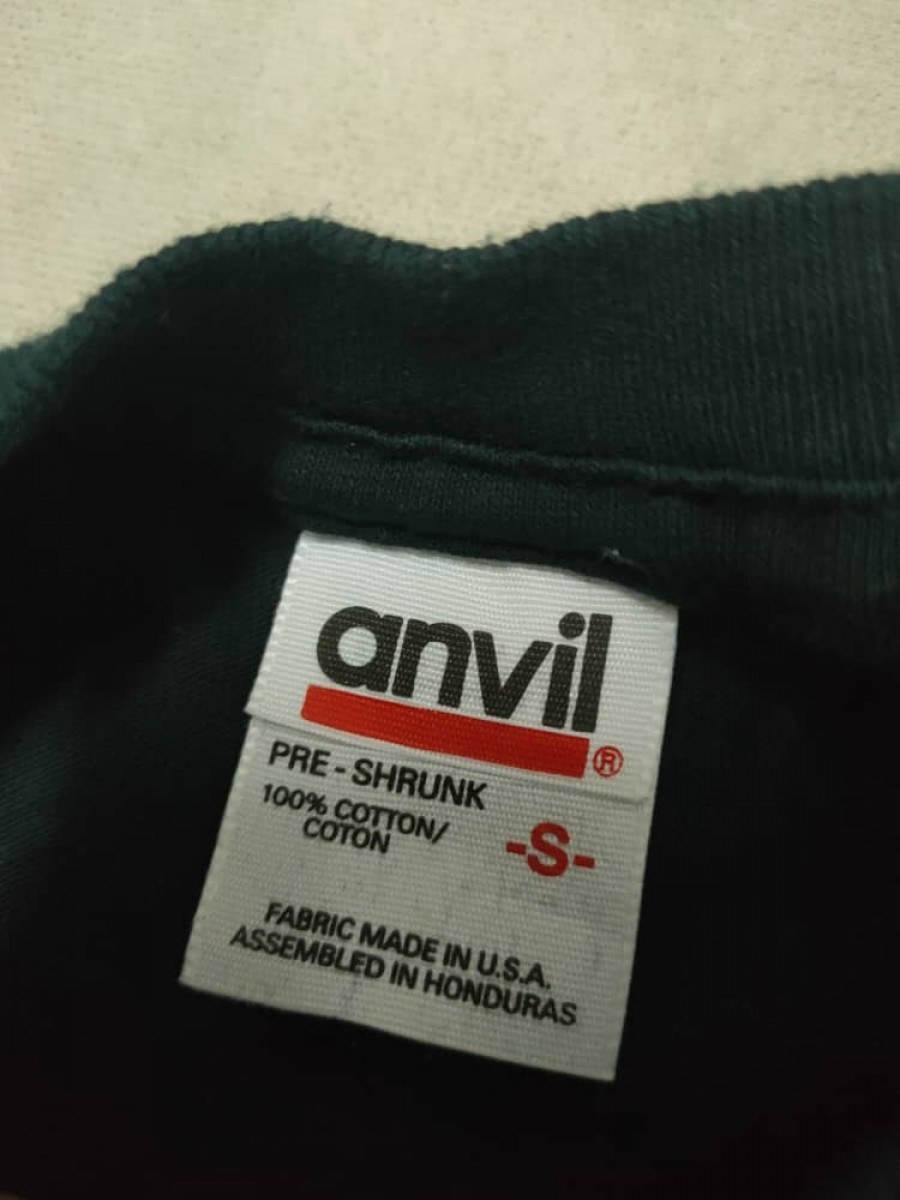 anvil
®
PRE - SHRUNK
100% COTTON/
COTON
-S-
FABRIC MADE IN U.S.A.
ASSEMBLED IN HONDURAS